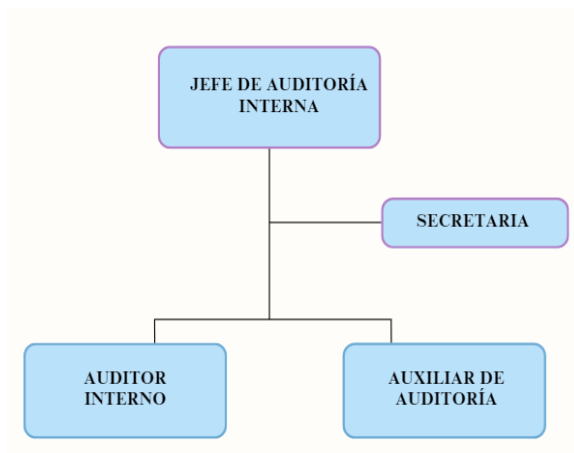 JEFE DE AUDITORÍA
INTERNA
SECRETARIA
AUDITOR
INTERNO
AUXILIAR DE
AUDITORÍA